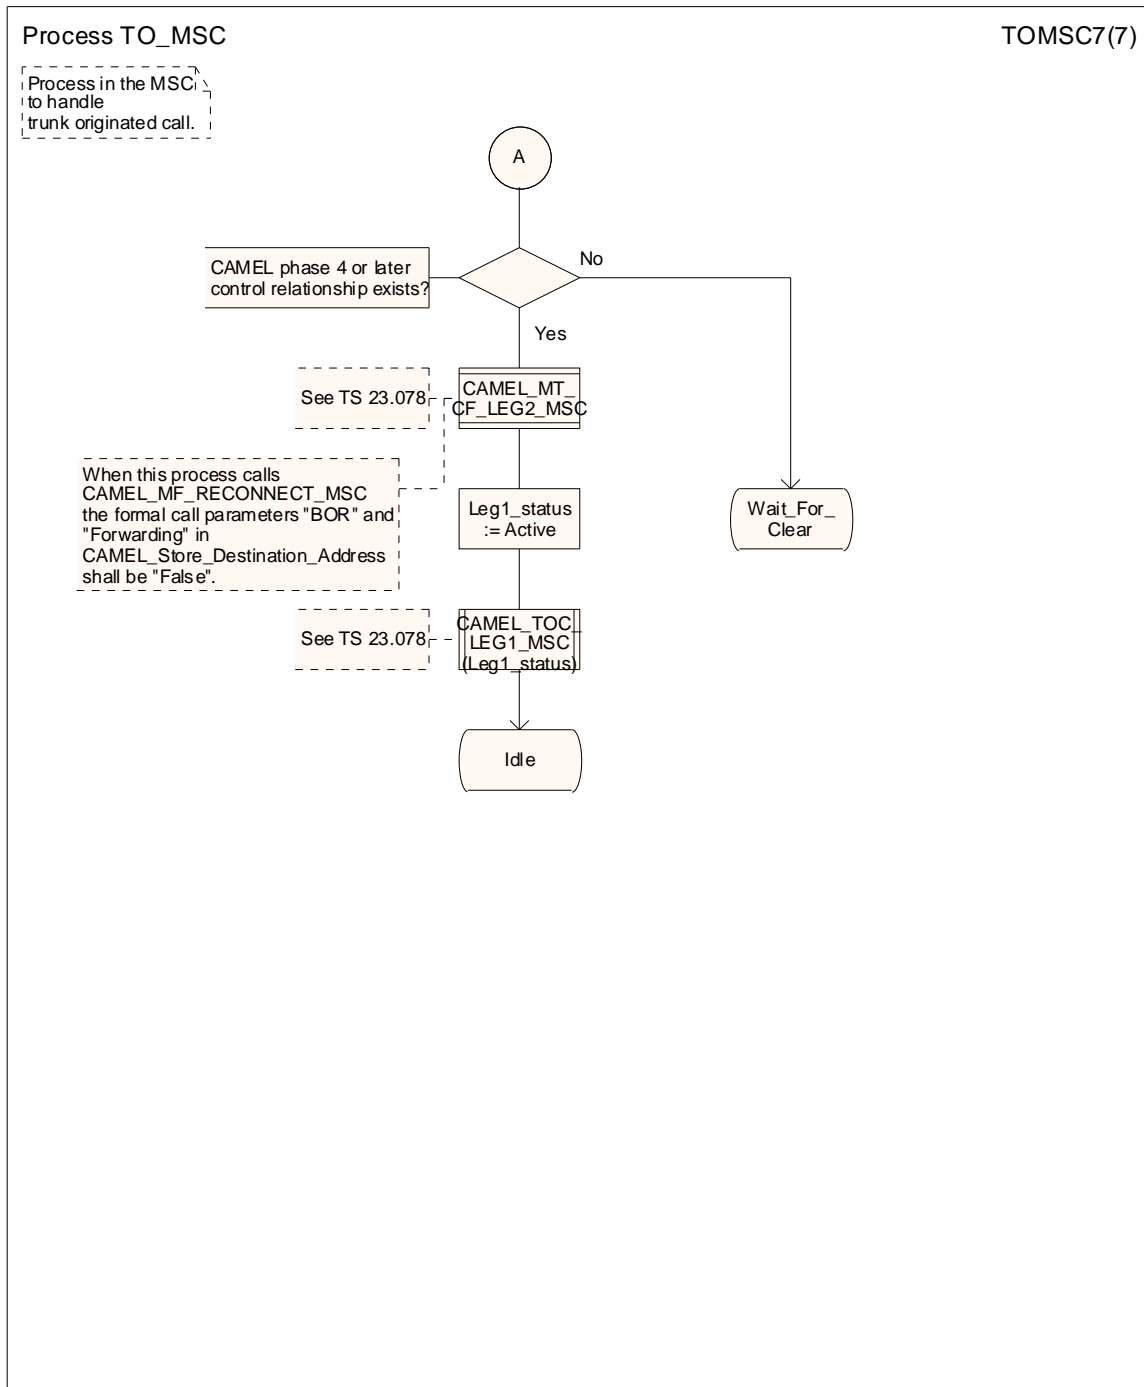 Process TO_MSC
TOMSC7(7)
Process in the MSC
to handle
trunk originated call.
A
CAMEL phase 4 or later
control relationship exists?
No
Yes
See TS 23.078
CAMEL_MT_
CF_LEG2_MSC
When this process calls
CAMEL_MF_RECONNECT_MSC
the formal call parameters "BOR" and
"Forwarding" in
CAMEL_Store_Destination_Address
shall be "False".
Leg1_status
:= Active
Wait_For_
Clear
See TS 23.078
CAMEL_TOC_
LEG1_MSC
(Leg1_status)
Idle